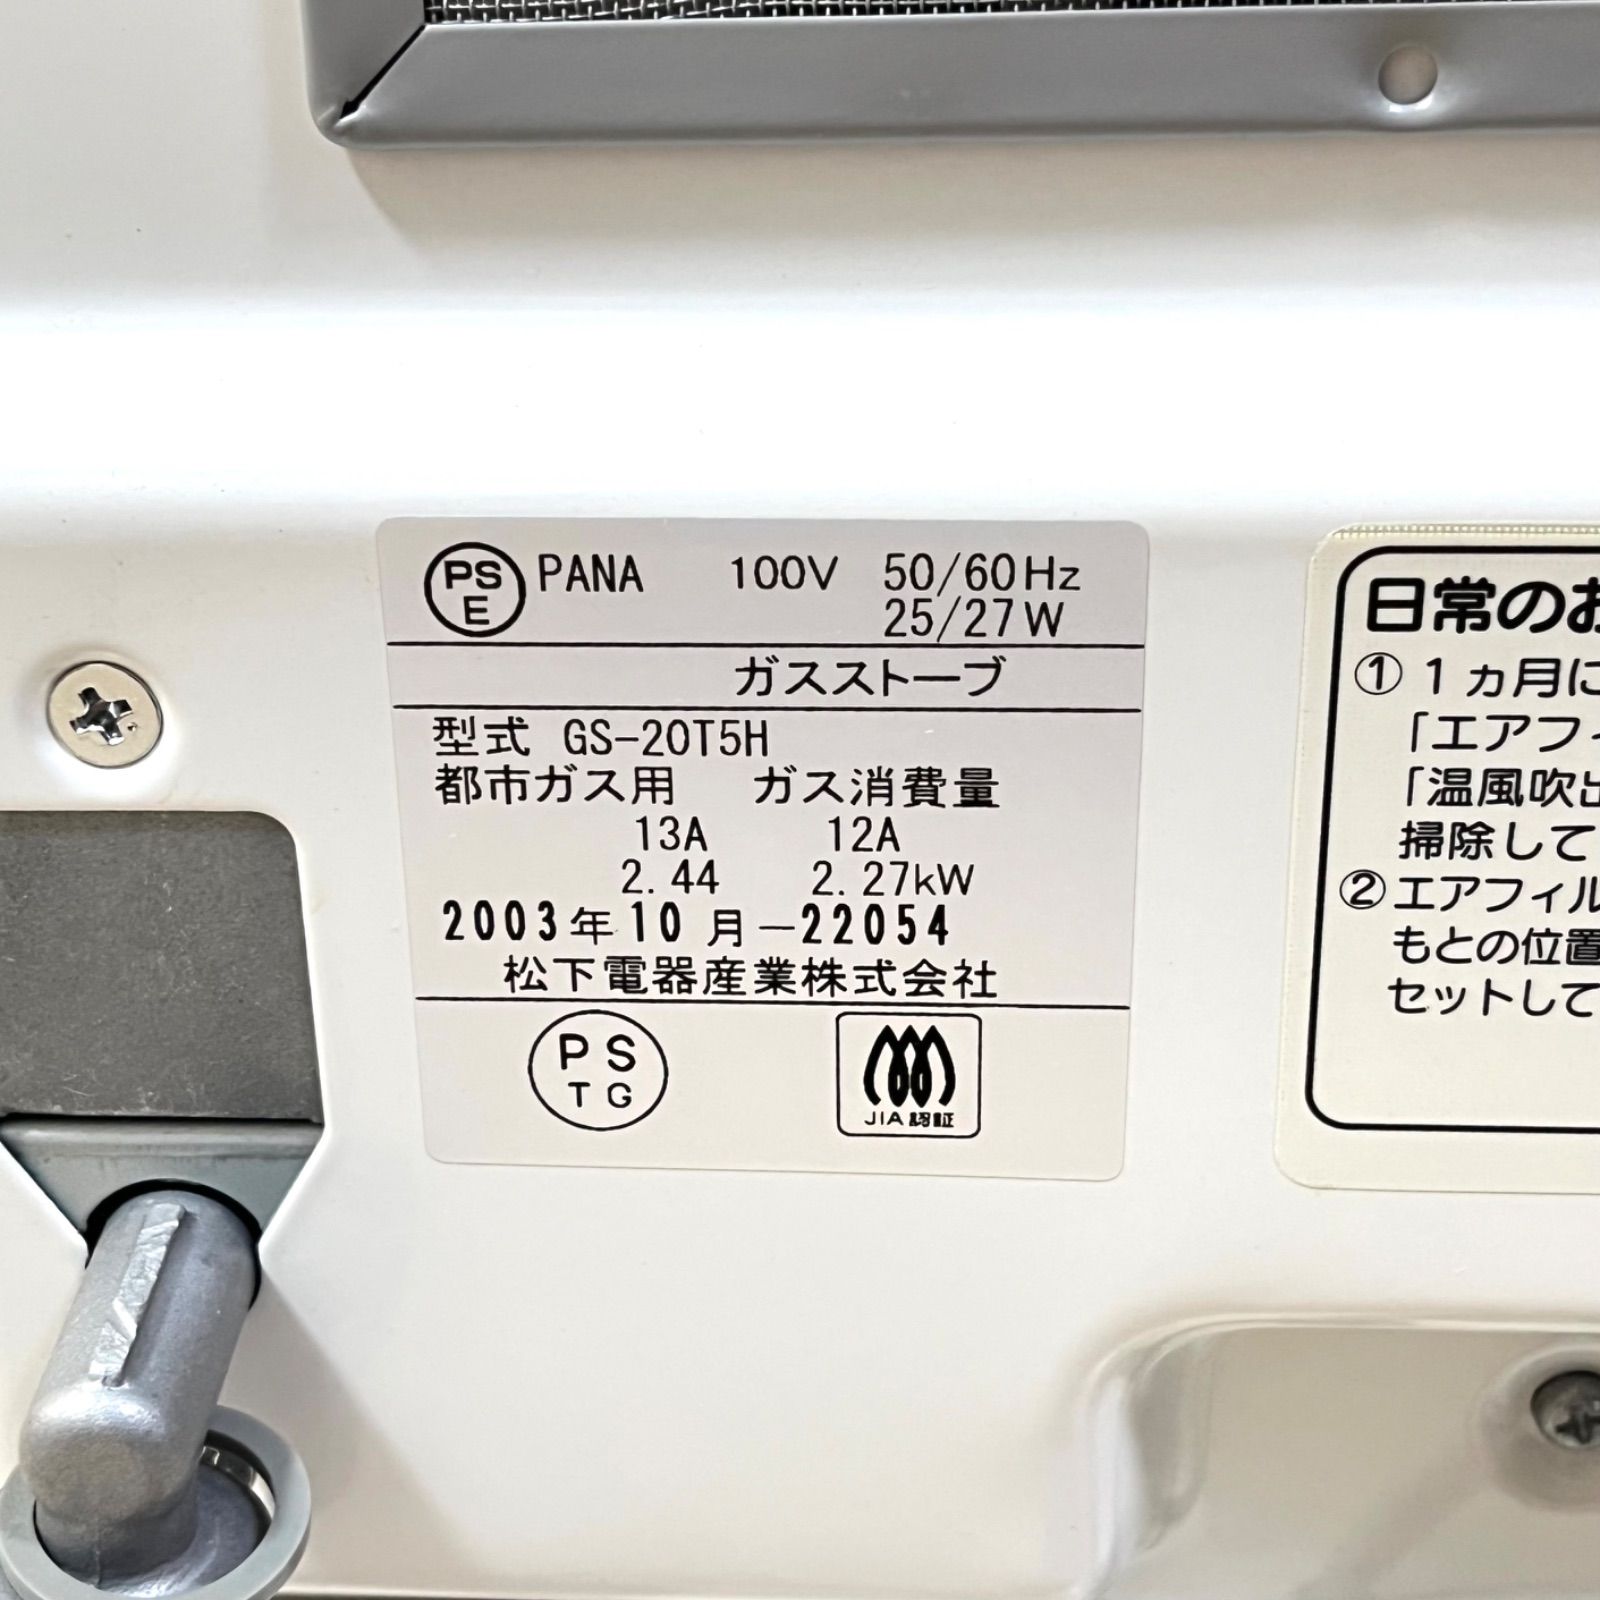 PS E PANA 100V 50/60Hz
25/27W
ガスストーブ
型式 GS-20T5H
都市ガス用 ガス消費量
13A 12A
2.44 2.27kW
2003年10月-22054
松下電器産業株式会社
PS TG
JIA認証
日常のお
① 1ヵ月に
「エアフィ
「温風吹出
掃除して
② エアフィル
もとの位置
セットして